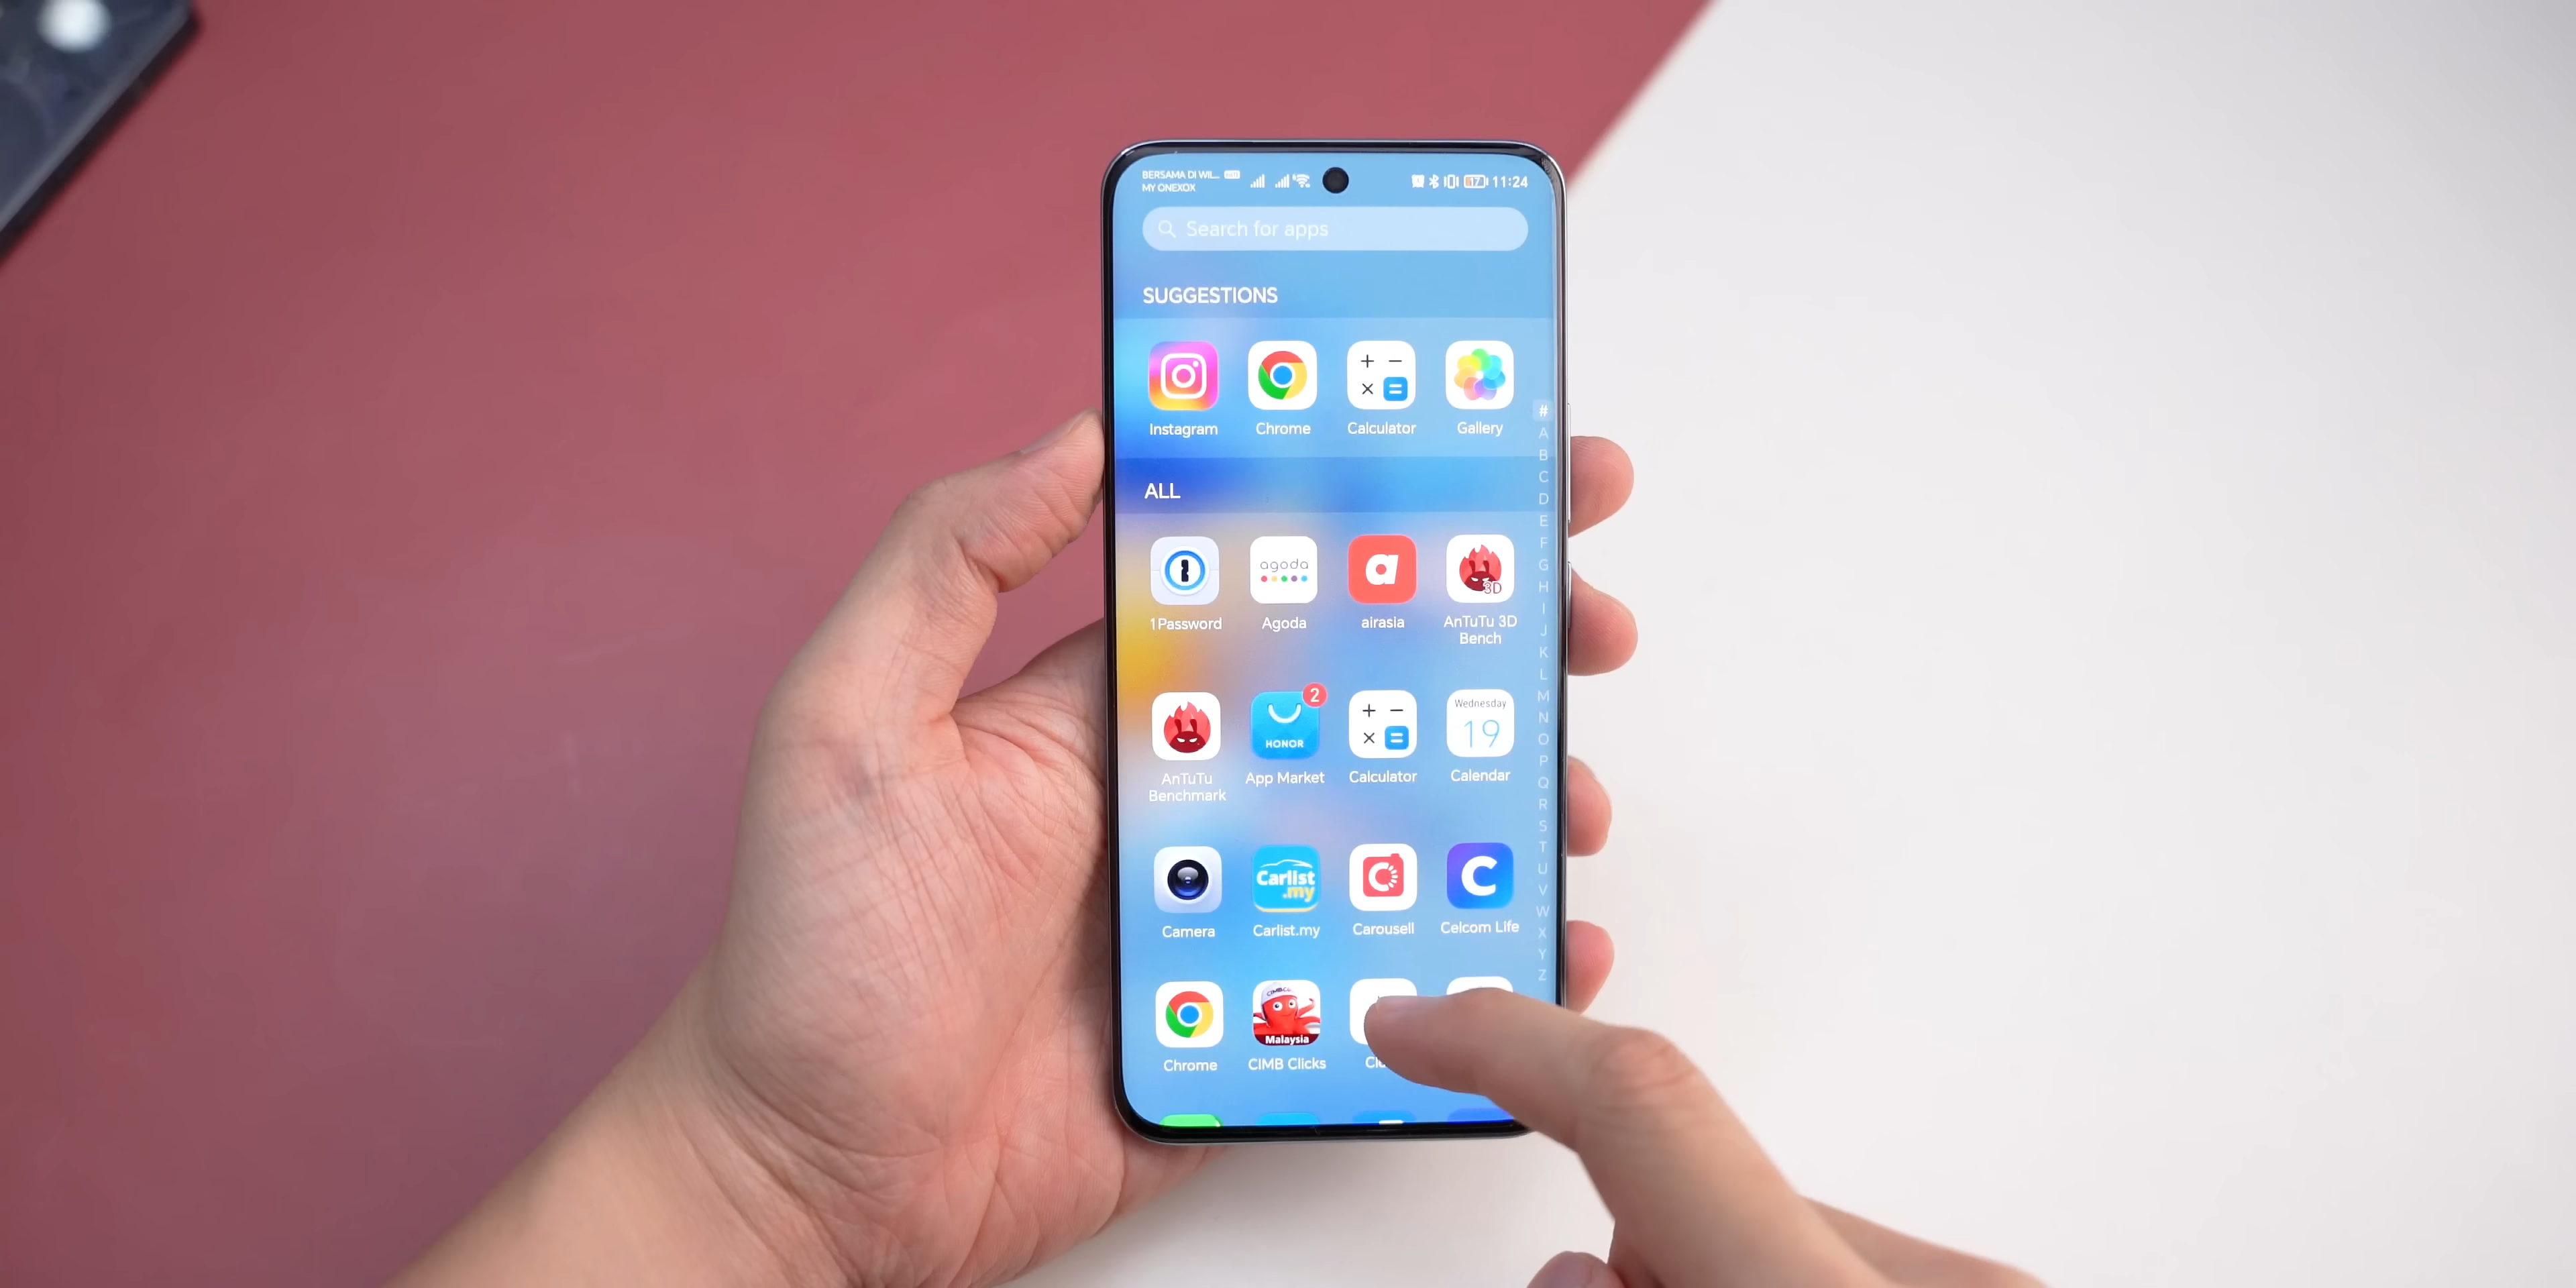 BERSAMA DI WIL...
MY ONEXOX
17 11:24
Search for apps
SUGGESTIONS
Instagram Chrome Calculator Gallery
ALL
#
A
B
C
D
E
F
G
H
I
J
K
L
M
N
O
P
Q
R
S
T
U
V
W
X
Y
Z
agoda
a
3D
1Password Agoda airasia AnTuTu 3D
Bench
2
HONOR
Wednesday
19
AnTuTu
Benchmark App Market Calculator Calendar
Carlist
.my
C
Camera Carlist.my Carousell Celcom Life
Malaysia
Chrome CIMB Clicks